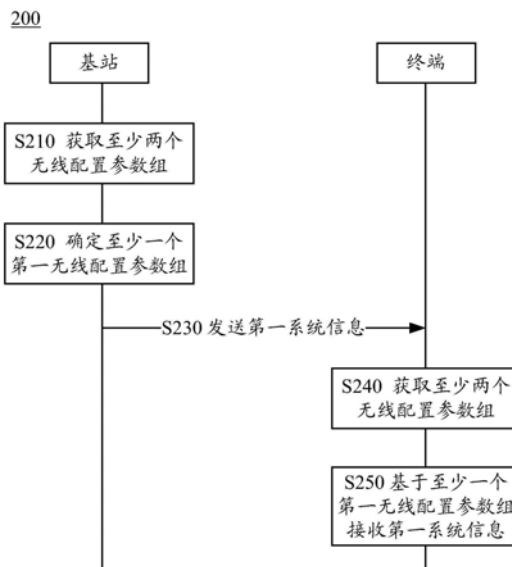 200
基站
终端
S210 获取至少两个
无线配置参数组
S220 确定至少一个
第一无线配置参数组
S230 发送第一系统信息
S240 获取至少两个
无线配置参数组
S250 基于至少一个
第一无线配置参数组
接收第一系统信息